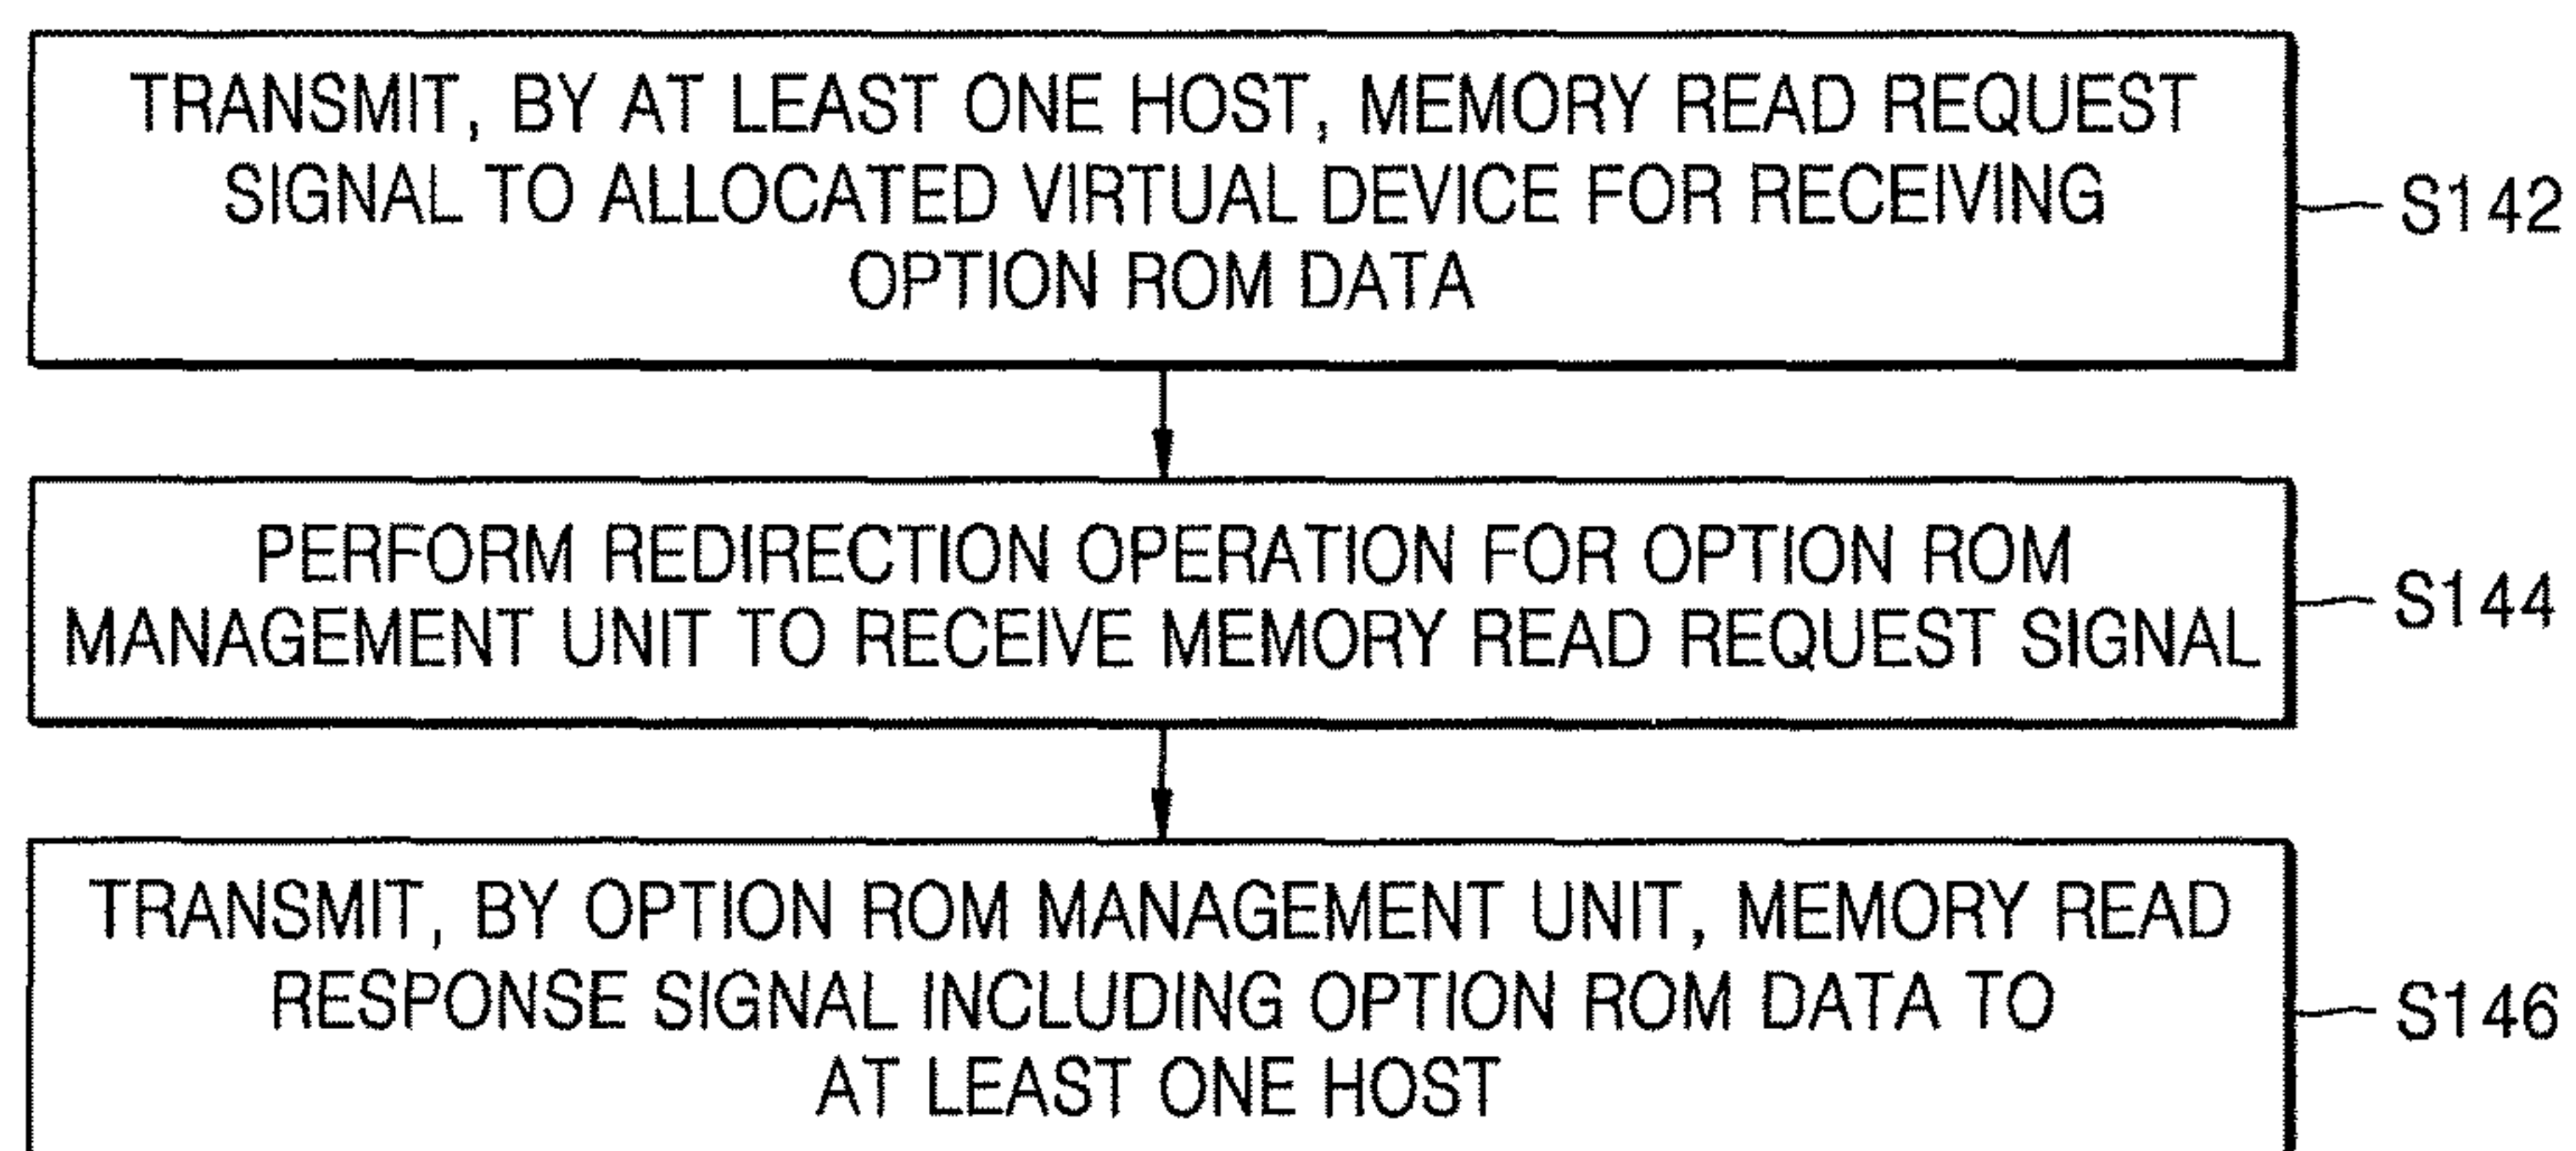 TRANSMIT, BY AT LEAST ONE HOST, MEMORY READ REQUEST
SIGNAL TO ALLOCATED VIRTUAL DEVICE FOR RECEIVING
OPTION ROM DATA
S142
PERFORM REDIRECTION OPERATION FOR OPTION ROM
MANAGEMENT UNIT TO RECEIVE MEMORY READ REQUEST SIGNAL
S144
TRANSMIT, BY OPTION ROM MANAGEMENT UNIT, MEMORY READ
RESPONSE SIGNAL INCLUDING OPTION ROM DATA TO
AT LEAST ONE HOST
S146